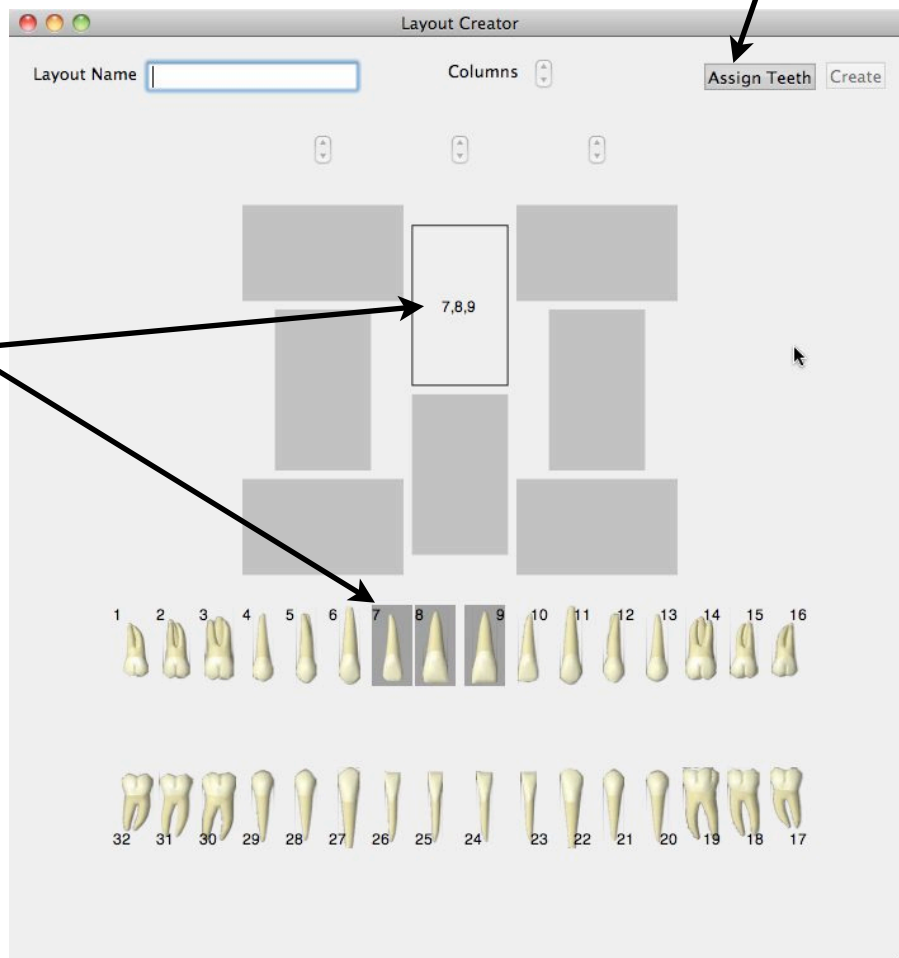 Layout Creator
Layout Name Columns Assign Teeth Create
7,8,9
1 2 3 4 5 6 7 8 9 10 11 12 13 14 15 16
32 31 30 29 28 27 26 25 24 23 22 21 20 19 18 17